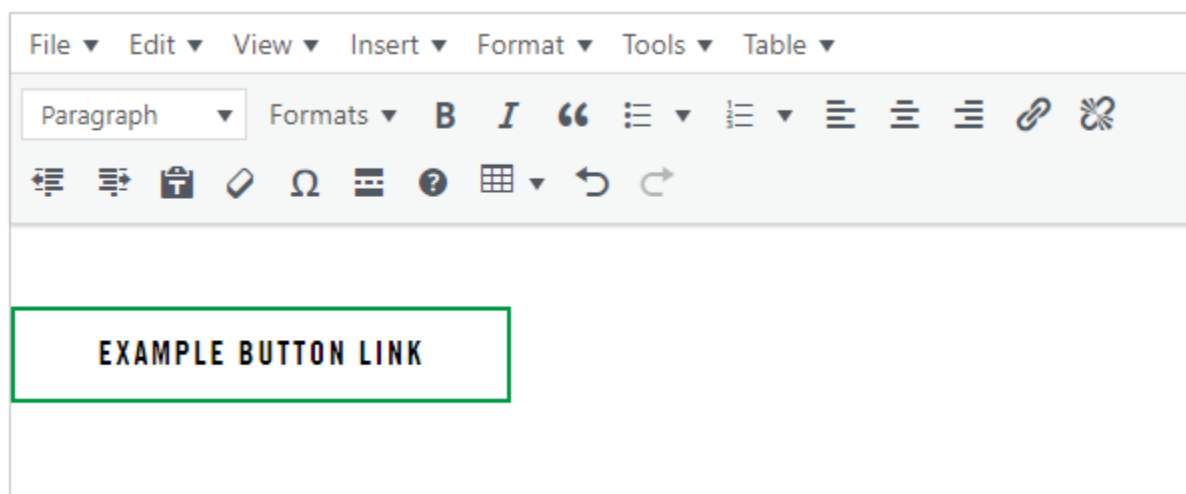 File Edit View Insert Format Tools Table
Paragraph Formats B I
EXAMPLE BUTTON LINK